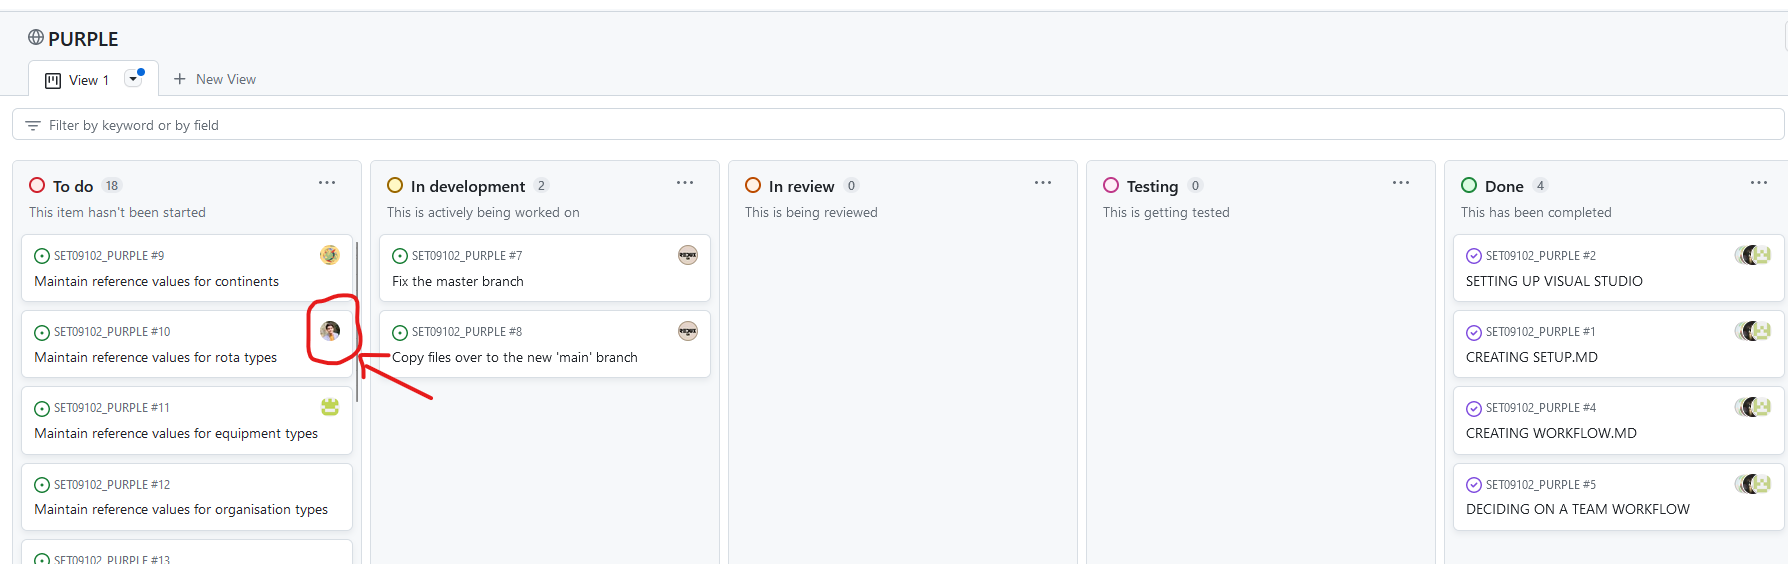 PURPLE
View 1
New View
Filter by keyword or by field
To do 18
This item hasn't been started
SET09102_PURPLE #9
Maintain reference values for continents
SET09102_PURPLE #10
Maintain reference values for rota types
SET09102_PURPLE #11
Maintain reference values for equipment types
SET09102_PURPLE #12
Maintain reference values for organisation types
SET09102_PURPLE #13
In development 2
This is actively being worked on
SET09102_PURPLE #7
Fix the master branch
SET09102_PURPLE #8
Copy files over to the new 'main' branch
In review 0
This is being reviewed
Testing 0
This is getting tested
Done 4
This has been completed
SET09102_PURPLE #2
SETTING UP VISUAL STUDIO
SET09102_PURPLE #1
CREATING SETUP.MD
SET09102_PURPLE #4
CREATING WORKFLOW.MD
SET09102_PURPLE #5
DECIDING ON A TEAM WORKFLOW